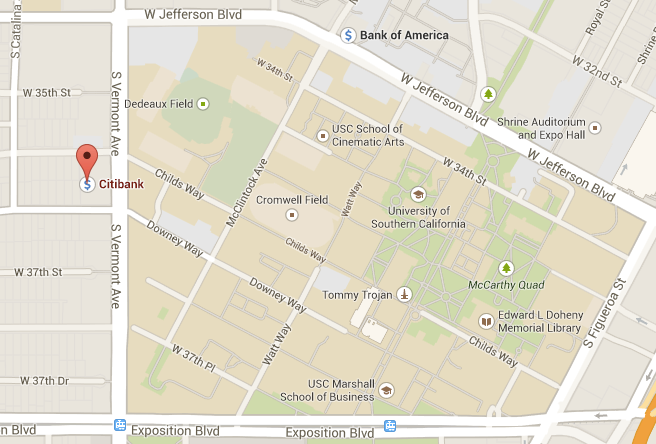 S Catalina
W Jefferson Blvd
Bank of America
Royal St
Shrine
W 32nd St
W 34th St
W Jefferson Blvd
W 35th St
S Vermont Ave
Dedeaux Field
USC School of
Cinematic Arts
Shrine Auditorium
and Expo Hall
W 34th St
W Jefferson Blvd
Citibank
Childs Way
McClintock Ave
Cromwell Field
Watt Way
University of
Southern California
S Vermont Ave
Downey Way
Childs Way
W 37th St
Downey Way
Tommy Trojan
McCarthy Quad
S Figueroa St
Edward L Doheny
Memorial Library
Watt Way
W 37th Pl
Childs Way
W 37th Dr
USC Marshall
School of Business
n Blvd
Exposition Blvd
Exposition Blvd